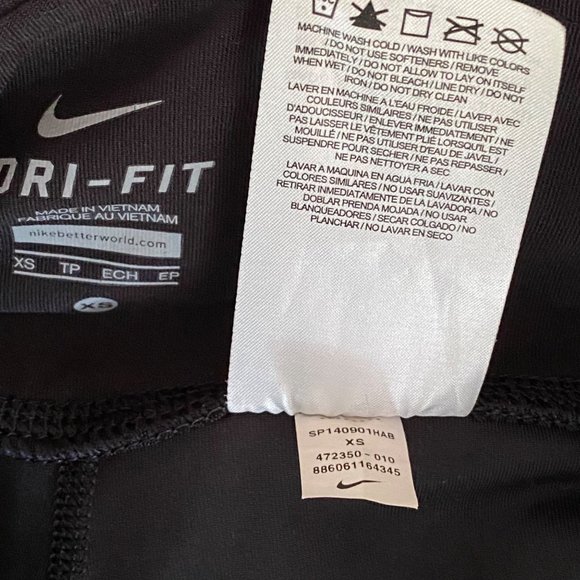 DRI-FIT
MADE IN VIETNAM
FABRIQUE AU VIETNAM
nikebetterworld.com
XS TP ECH EP
XS
MACHINE WASH COLD / WASH WITH LIKE COLORS
/ DO NOT USE SOFTENERS / REMOVE
IMMEDIATELY / DO NOT ALLOW TO LAY ON ITSELF
WHEN WET / DO NOT BLEACH / LINE DRY / DO NOT
IRON / DO NOT DRY CLEAN
LAVER EN MACHINE A L'EAU FROIDE / LAVER AVEC
COULEURS SIMILAIRES / NE PAS UTILISER
D'ADOUCISSEUR / ENLEVER IMMEDIATEMENT / NE
PAS LAISSER LE VÊTEMENT PLIÉ LORSQU'IL EST
MOUILLÉ / NE PAS UTILISER D'EAU DE JAVEL /
SUSPENDRE POUR SECHER / NE PAS REPASSER /
NE PAS NETTOYER A SEC
LAVAR A MAQUINA EN AGUA FRIA / LAVAR CON
COLORES SIMILARES / NO USAR SUAVIZANTES /
RETIRAR INMEDIATAMENTE DE LA LAVADORA / NO
DOBLAR PRENDA MOJADA / NO USAR
BLANQUEADORES / SECAR COLGADO / NO
PLANCHAR / NO LAVAR EN SECO
SP140901HAB
XS
472350-010
886061164345